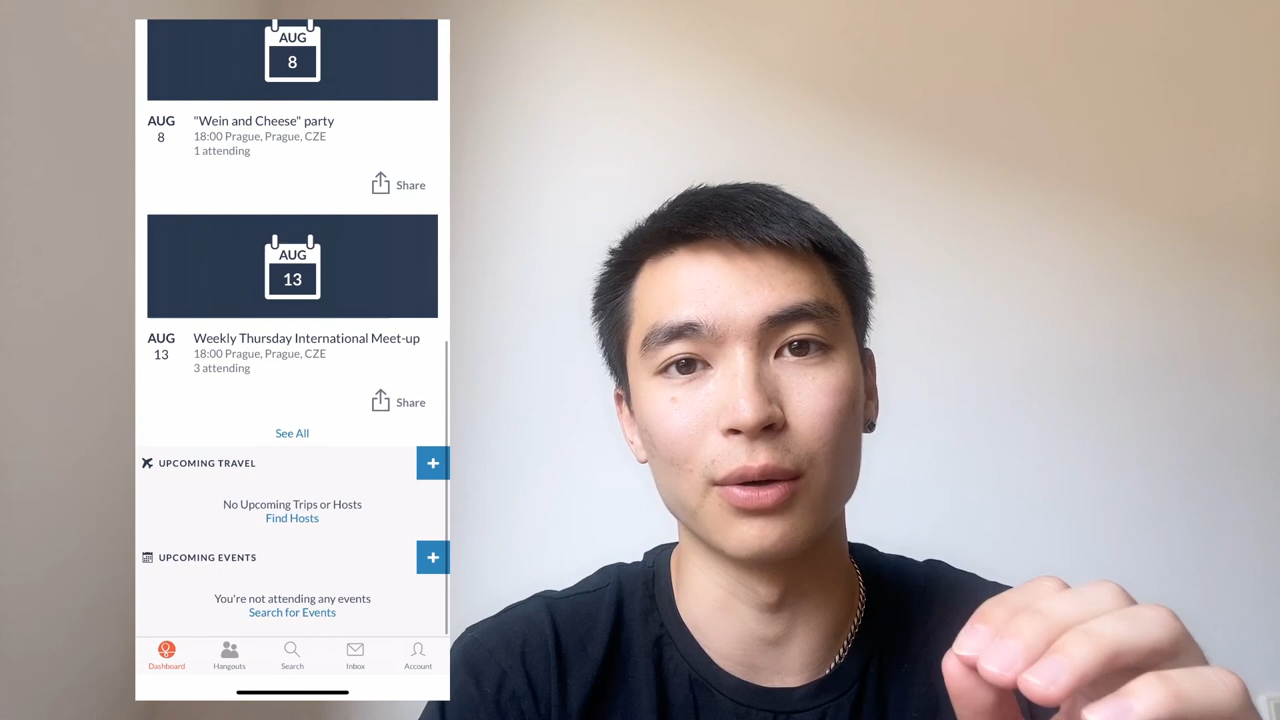 AUG
8
AUG
8
"Wein and Cheese" party
18:00 Prague, Prague, CZE
1 attending
Share
AUG
13
AUG
13
Weekly Thursday International Meet-up
18:00 Prague, Prague, CZE
3 attending
Share
See All
UPCOMING TRAVEL
+
No Upcoming Trips or Hosts
Find Hosts
UPCOMING EVENTS
+
You're not attending any events
Search for Events
Dashboard
Hangouts
Search
Inbox
Account